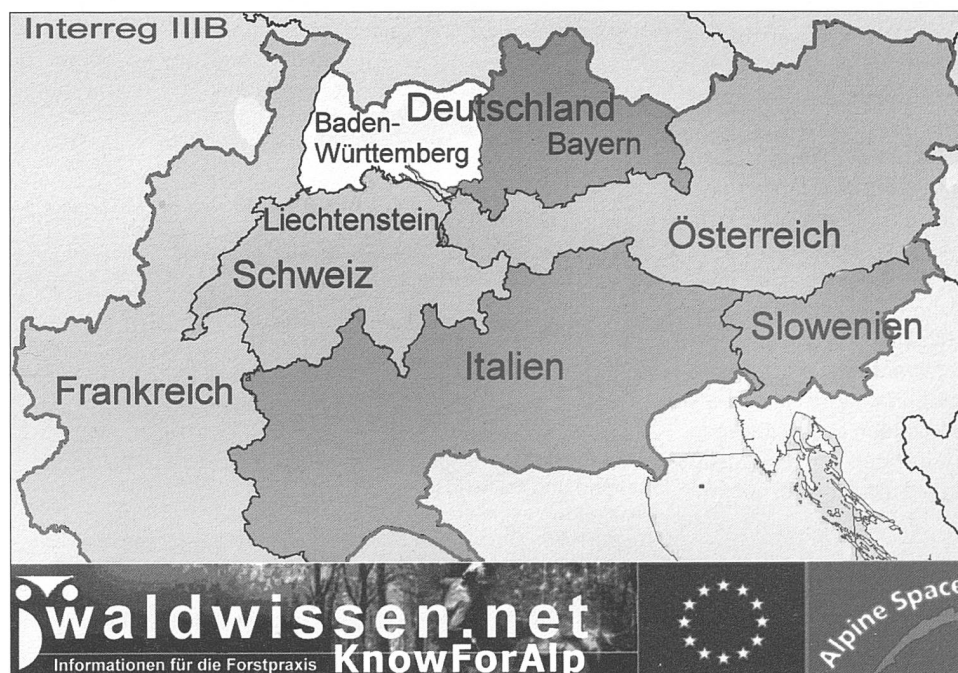 Interreg IIIB
Deutschland
Baden-
Württemberg
Bayern
Liechtenstein
Österreich
Schweiz
Slowenien
Italien
Frankreich
waldwissen.net
Informationen für die Forstpraxis
KnowForAlp
Alpine Space